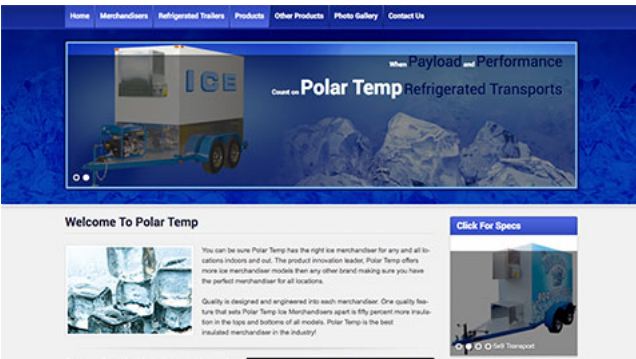 Home Merchandisers Refrigerated Trailers Products Other Products Photo Gallery Contact Us
ICE
When Payload and Performance
Count on Polar Temp Refrigerated Transports
Welcome To Polar Temp
You can be sure Polar Temp has the right ice merchandiser for any and all lo-
cations indoors and out. The product innovation leader, Polar Temp offers
more ice merchandiser models then any other brand making sure you have
the perfect merchandiser for all locations.
Quality is designed and engineered into each merchandiser. One quality fea-
ture that sets Polar Temp Ice Merchandisers apart is fifty percent more insula-
tion in the tops and bottoms of all models. Polar Temp is the best
insulated merchandiser in the industry!
Click For Specs
5x9 Transport